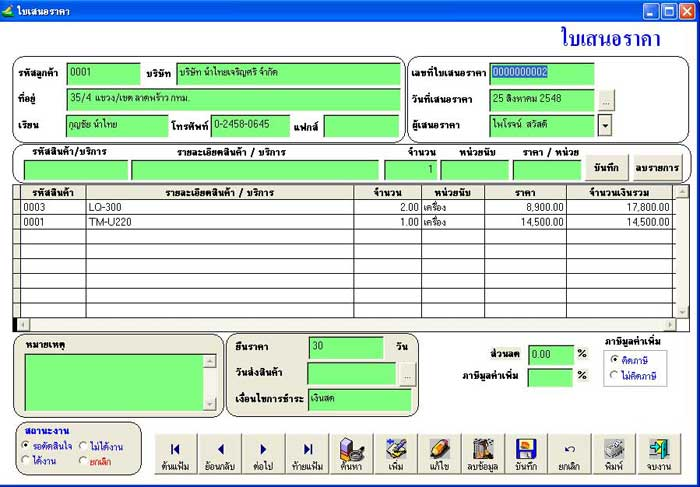 ใบเสนอราคา
ใบเสนอราคา
รหัสลูกค้า 0001 บริษัท บริษัท นำไทยเจริญศรี จำกัด
เลขที่ใบเสนอราคา 0000000002
ที่อยู่ 35/4 แขวง/เขต ลาดพร้าว กทม.
วันที่เสนอราคา 25 สิงหาคม 2548 ...
เรียน คุณชัย นำไทย โทรศัพท์ 0-2458-0645 แฟกส์
ผู้เสนอราคา ไพโรจน์ สวัสดี
รหัสสินค้า/บริการ รายละเอียดสินค้า / บริการ จำนวน หน่วยนับ ราคา / หน่วย
1 บันทึก ลบรายการ
รหัสสินค้า รายละเอียดสินค้า / บริการ จำนวน หน่วยนับ ราคา จำนวนเงินรวม
0003 LQ-300 2.00 เครื่อง 8,900.00 17,800.00
0001 TM-U220 1.00 เครื่อง 14,500.00 14,500.00
หมายเหตุ
ยืนราคา 30 วัน
วันส่งสินค้า ...
เงื่อนไขการชำระ เงินสด
ส่วนลด 0.00 %
ภาษีมูลค่าเพิ่ม %
ภาษีมูลค่าเพิ่ม
คิดภาษี
ไม่คิดภาษี
สถานะงาน
รอตัดสินใจ ไม่ได้งาน
ได้งาน ยกเลิก
ต้นแฟ้ม ย้อนกลับ ต่อไป ท้ายแฟ้ม ค้นหา เพิ่ม แก้ไข ลบข้อมูล บันทึก ยกเลิก พิมพ์ จบงาน